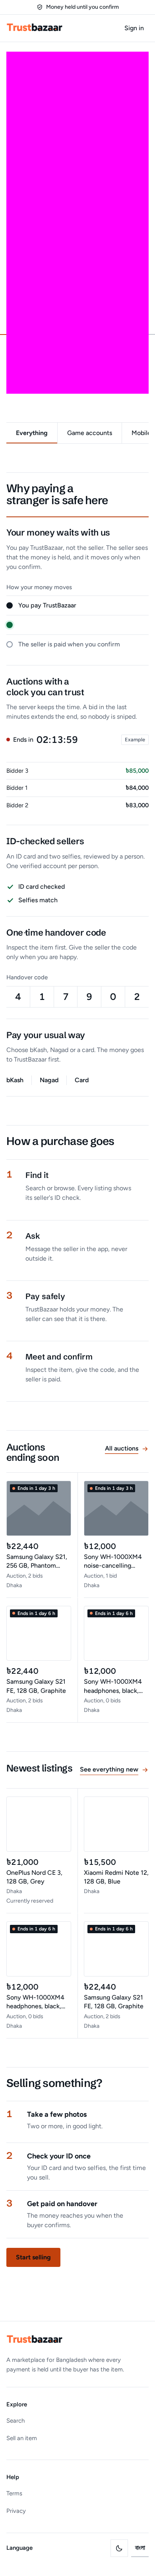 Money held until you confirm
Trustbazaar
Sign in
Everything
Game accounts
Mobile
Why paying a
stranger is safe here
Your money waits with us
You pay TrustBazaar, not the seller. The seller sees
that the money is held, and it moves only when
you confirm.
How your money moves
You pay TrustBazaar
The seller is paid when you confirm
Auctions with a
clock you can trust
The server keeps the time. A bid in the last
minutes extends the end, so nobody is sniped.
Ends in 02:13:59
Example
Bidder 3
৳85,000
Bidder 1
৳84,000
Bidder 2
৳83,000
ID-checked sellers
An ID card and two selfies, reviewed by a person.
One verified account per person.
ID card checked
Selfies match
One-time handover code
Inspect the item first. Give the seller the code
only when you are happy.
Handover code
4 1 7 9 0 2
Pay your usual way
Choose bKash, Nagad or a card. The money goes
to TrustBazaar first.
bKash
Nagad
Card
How a purchase goes
1
Find it
Search or browse. Every listing shows
its seller's ID check.
2
Ask
Message the seller in the app, never
outside it.
3
Pay safely
TrustBazaar holds your money. The
seller can see that it is there.
4
Meet and confirm
Inspect the item, give the code, and the
seller is paid.
Auctions
ending soon
All auctions →
Ends in 1 day 3 h
৳22,440
Samsung Galaxy S21,
256 GB, Phantom...
Auction, 2 bids
Dhaka
Ends in 1 day 3 h
৳12,000
Sony WH-1000XM4
noise-cancelling...
Auction, 1 bid
Dhaka
Ends in 1 day 6 h
৳22,440
Samsung Galaxy S21
FE, 128 GB, Graphite
Auction, 2 bids
Dhaka
Ends in 1 day 6 h
৳12,000
Sony WH-1000XM4
headphones, black,...
Auction, 0 bids
Dhaka
Newest listings
See everything new →
৳21,000
OnePlus Nord CE 3,
128 GB, Grey
Dhaka
Currently reserved
৳15,500
Xiaomi Redmi Note 12,
128 GB, Blue
Dhaka
Ends in 1 day 6 h
৳12,000
Sony WH-1000XM4
headphones, black,...
Auction, 0 bids
Dhaka
Ends in 1 day 6 h
৳22,440
Samsung Galaxy S21
FE, 128 GB, Graphite
Auction, 2 bids
Dhaka
Selling something?
1
Take a few photos
Two or more, in good light.
2
Check your ID once
Your ID card and two selfies, the first time
you sell.
3
Get paid on handover
The money reaches you when the
buyer confirms.
Start selling
Trustbazaar
A marketplace for Bangladesh where every
payment is held until the buyer has the item.
Explore
Search
Sell an item
Help
Terms
Privacy
Language
বাংলা